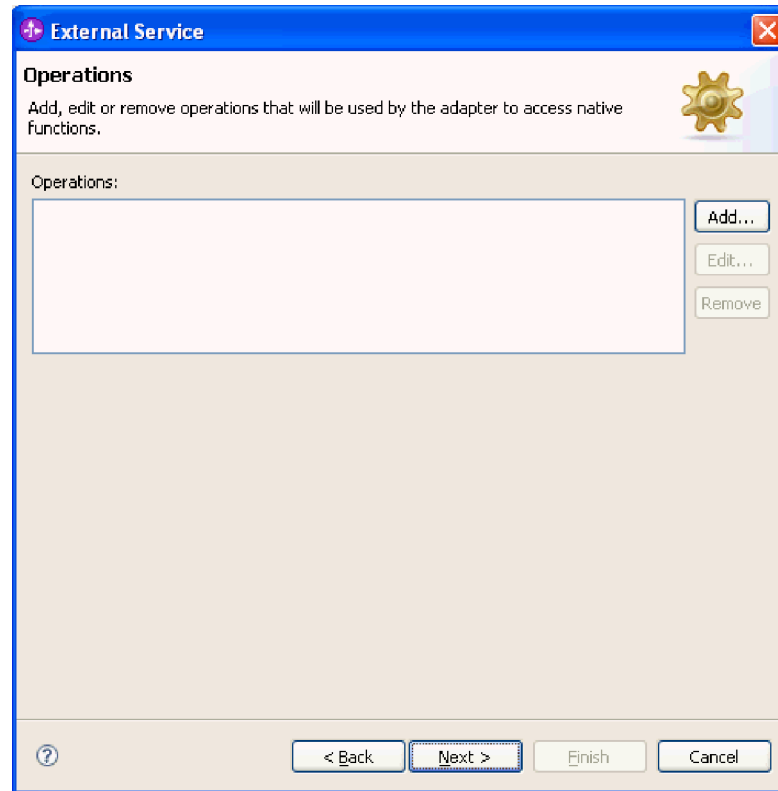 External Service
Operations
Add, edit or remove operations that will be used by the adapter to access native
functions.
Operations:
Add...
Edit...
Remove
?
< Back
Next >
Finish
Cancel